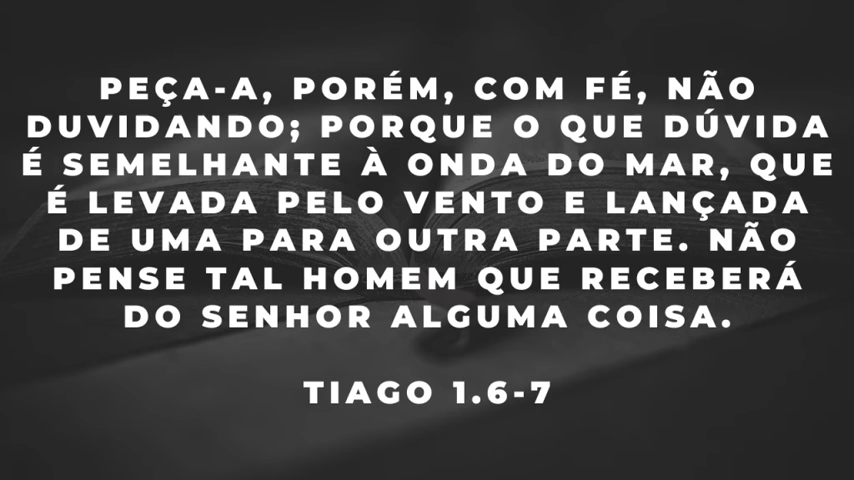 PEÇA-A, PORÉM, COM FÉ, NÃO
DUVIDANDO; PORQUE O QUE DÚVIDA
É SEMELHANTE À ONDA DO MAR, QUE
É LEVADA PELO VENTO E LANÇADA
DE UMA PARA OUTRA PARTE. NÃO
PENSE TAL HOMEM QUE RECEBERÁ
DO SENHOR ALGUMA COISA.
TIAGO 1.6-7